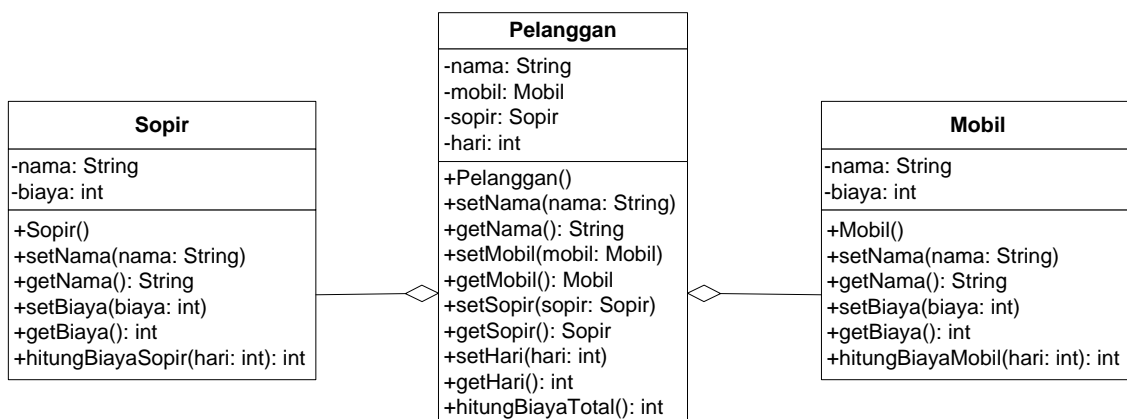 Pelanggan
-nama: String
-mobil: Mobil
-sopir: Sopir
-hari: int
+Pelanggan()
+setNama(nama: String)
+getNama(): String
+setMobil(mobil: Mobil)
+getMobil(): Mobil
+setSopir(sopir: Sopir)
+getSopir(): Sopir
+setHari(hari: int)
+getHari(): int
+hitungBiayaTotal(): int
Sopir
-nama: String
-biaya: int
+Sopir()
+setNama(nama: String)
+getNama(): String
+setBiaya(biaya: int)
+getBiaya(): int
+hitungBiayaSopir(hari: int): int
Mobil
-nama: String
-biaya: int
+Mobil()
+setNama(nama: String)
+getNama(): String
+setBiaya(biaya: int)
+getBiaya(): int
+hitungBiayaMobil(hari: int): int